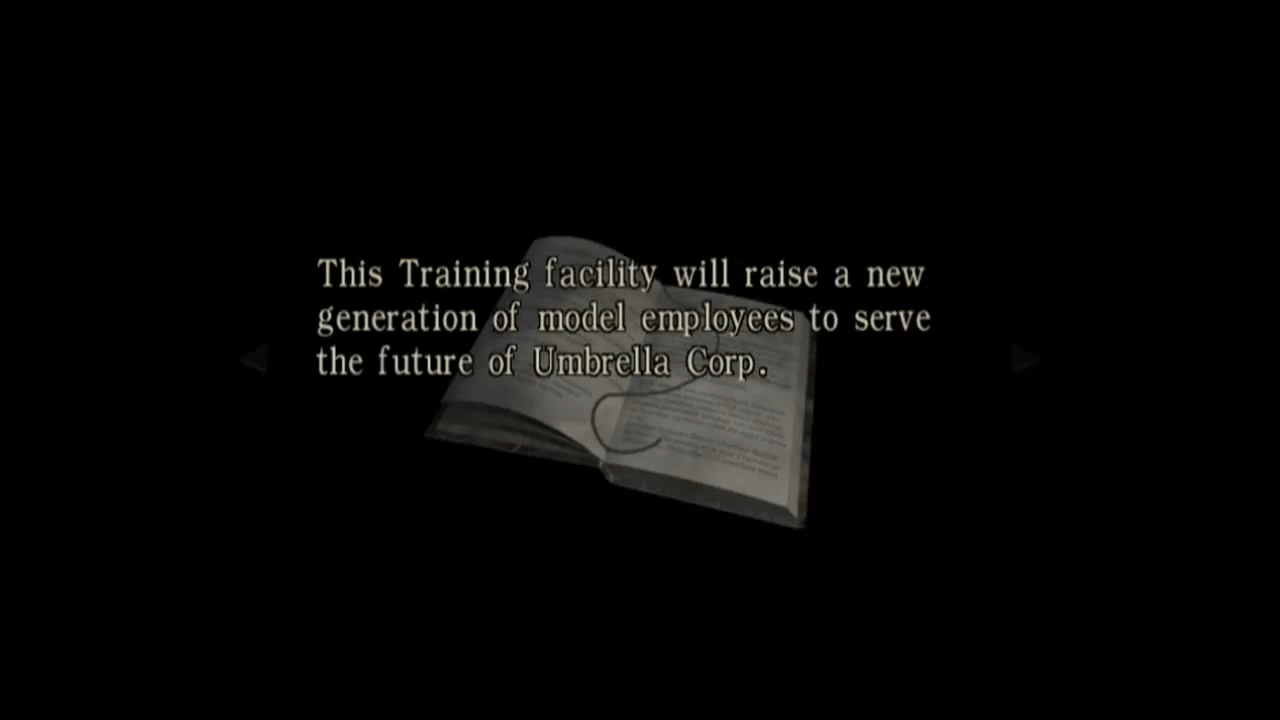 This Training facility will raise a new
generation of model employees to serve
the future of Umbrella Corp.